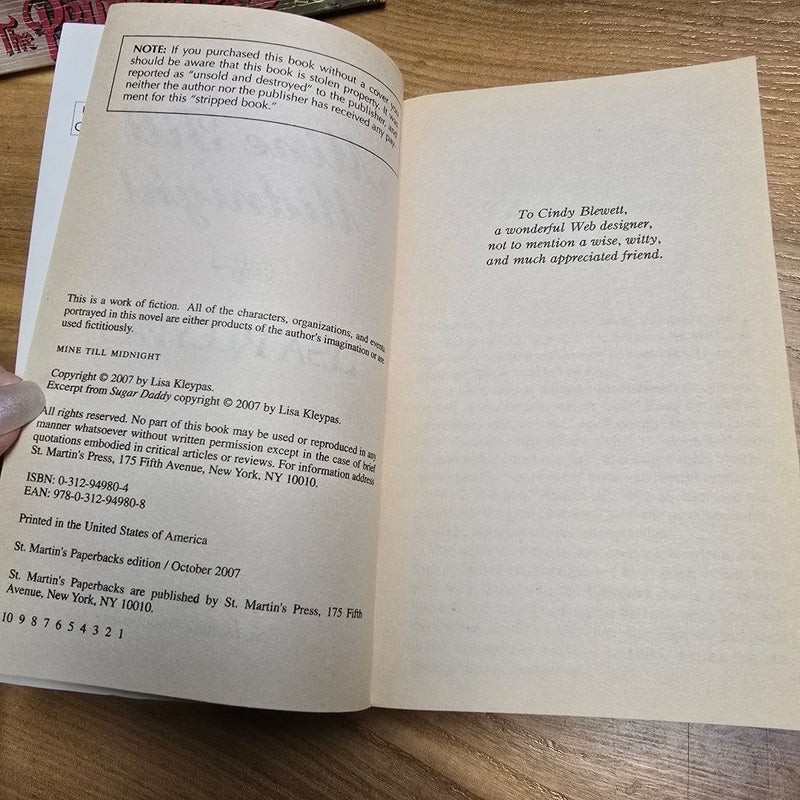 The
NOTE: If you purchased this book without a cover you
should be aware that this book is stolen property. It was
reported as "unsold and destroyed" to the publisher, and
neither the author nor the publisher has received any pay-
ment for this "stripped book."
This is a work of fiction. All of the characters, organizations, and events
portrayed in this novel are either products of the author's imagination or are
used fictitiously.
MINE TILL MIDNIGHT
Copyright © 2007 by Lisa Kleypas.
Excerpt from Sugar Daddy copyright © 2007 by Lisa Kleypas.
All rights reserved. No part of this book may be used or reproduced in any
manner whatsoever without written permission except in the case of brief
quotations embodied in critical articles or reviews. For information address
St. Martin's Press, 175 Fifth Avenue, New York, NY 10010.
ISBN: 0-312-94980-4
EAN: 978-0-312-94980-8
Printed in the United States of America
St. Martin's Paperbacks edition / October 2007
St. Martin's Paperbacks are published by St. Martin's Press, 175 Fifth
Avenue, New York, NY 10010.
10 9 8 7 6 5 4 3 2 1
To Cindy Blewett,
a wonderful Web designer,
not to mention a wise, witty,
and much appreciated friend.